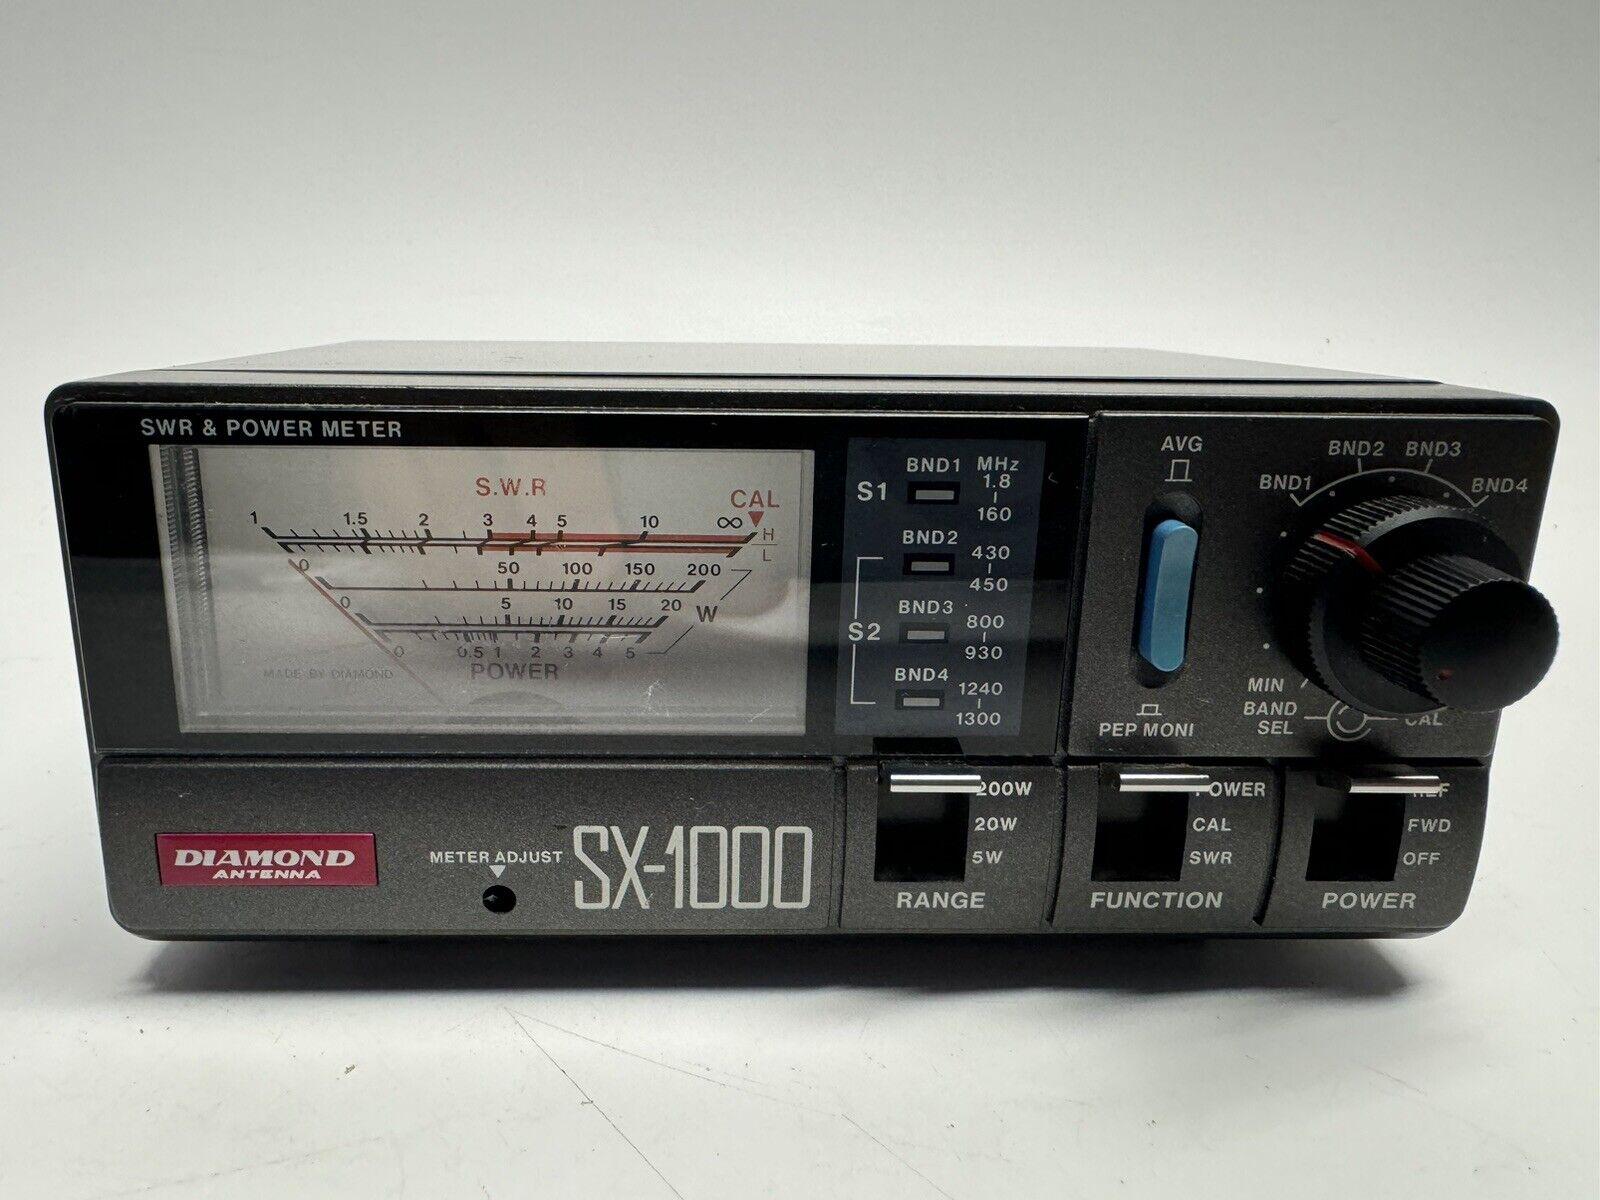 SWR & POWER METER
S.W.R
CAL
1 1.5 2 3 4 5 10 ∞ H
L
0 50 100 150 200
0 5 10 15 20 W
0 0.5 1 2 3 4 5
MADE BY DIAMOND
POWER
BND1 MHz
S1 1.8
160
BND2 430
450
S2
BND3 800
930
BND4 1240
1300
AVG
PEP MONI
BND1 BND2 BND3 BND4
MIN
BAND SEL
CAL
DIAMOND
ANTENNA
METER ADJUST
SX-1000
200W
20W
5W
RANGE
POWER
CAL
SWR
FUNCTION
FWD
OFF
POWER